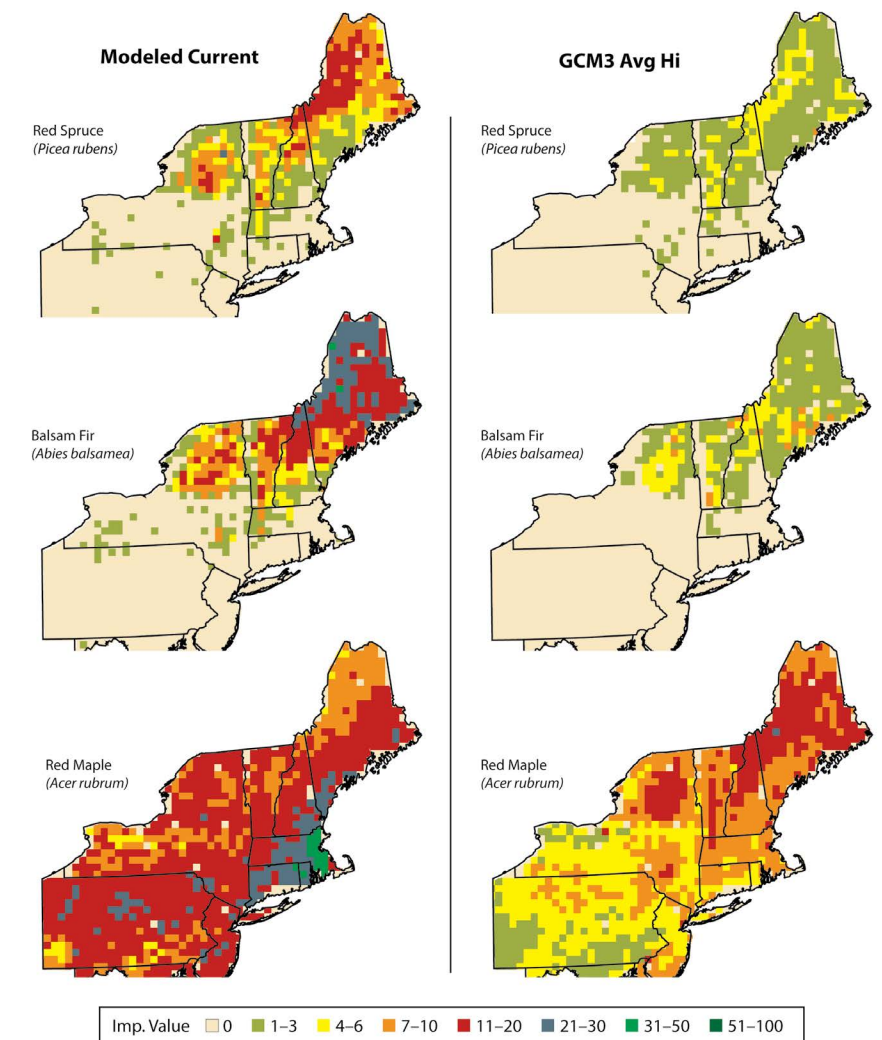 Modeled Current
GCM3 Avg Hi
Red Spruce
(Picea rubens)
Red Spruce
(Picea rubens)
Balsam Fir
(Abies balsamea)
Balsam Fir
(Abies balsamea)
Red Maple
(Acer rubrum)
Red Maple
(Acer rubrum)
Imp. Value 0 1–3 4–6 7–10 11–20 21–30 31–50 51–100